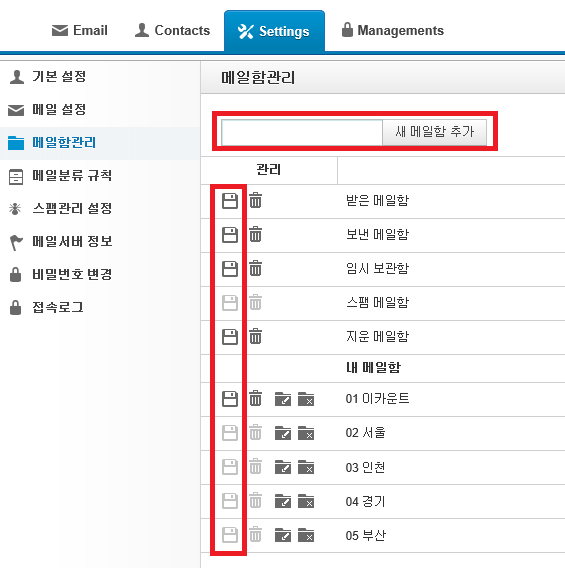 Email
Contacts
Settings
Managements
기본 설정
메일 설정
메일함관리
메일분류 규칙
스팸관리 설정
메일서버 정보
비밀번호 변경
접속로그
메일함관리
새 메일함 추가
관리
받은 메일함
보낸 메일함
임시 보관함
스팸 메일함
지운 메일함
내 메일함
01 이카운트
02 서울
03 인천
04 경기
05 부산